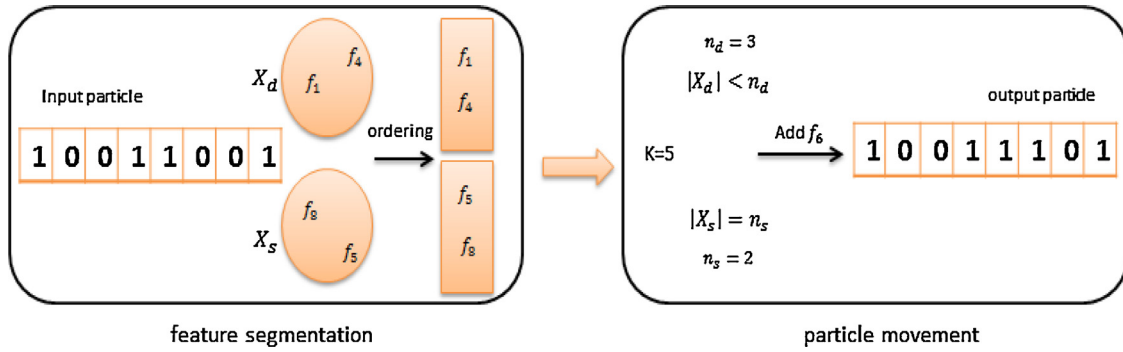 Input particle
1 0 0 1 1 0 0 1
X_d
f_4
f_1
X_s
f_8
f_5
ordering
f_1
f_4
f_5
f_8
feature segmentation
n_d = 3
|X_d| < n_d
K=5
|X_s| = n_s
n_s = 2
Add f_6
output particle
1 0 0 1 1 1 0 1
particle movement